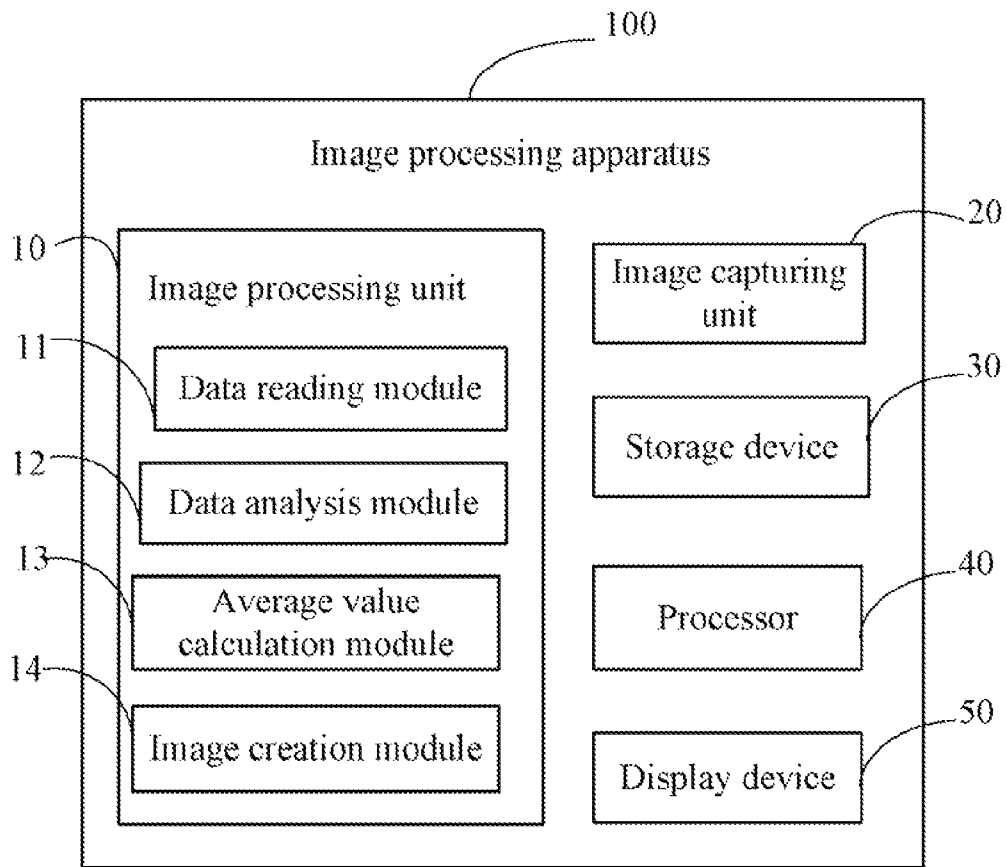 100
Image processing apparatus
10
Image processing unit
11
Data reading module
12
Data analysis module
13
Average value
calculation module
14
Image creation module
20
Image capturing
unit
30
Storage device
40
Processor
50
Display device